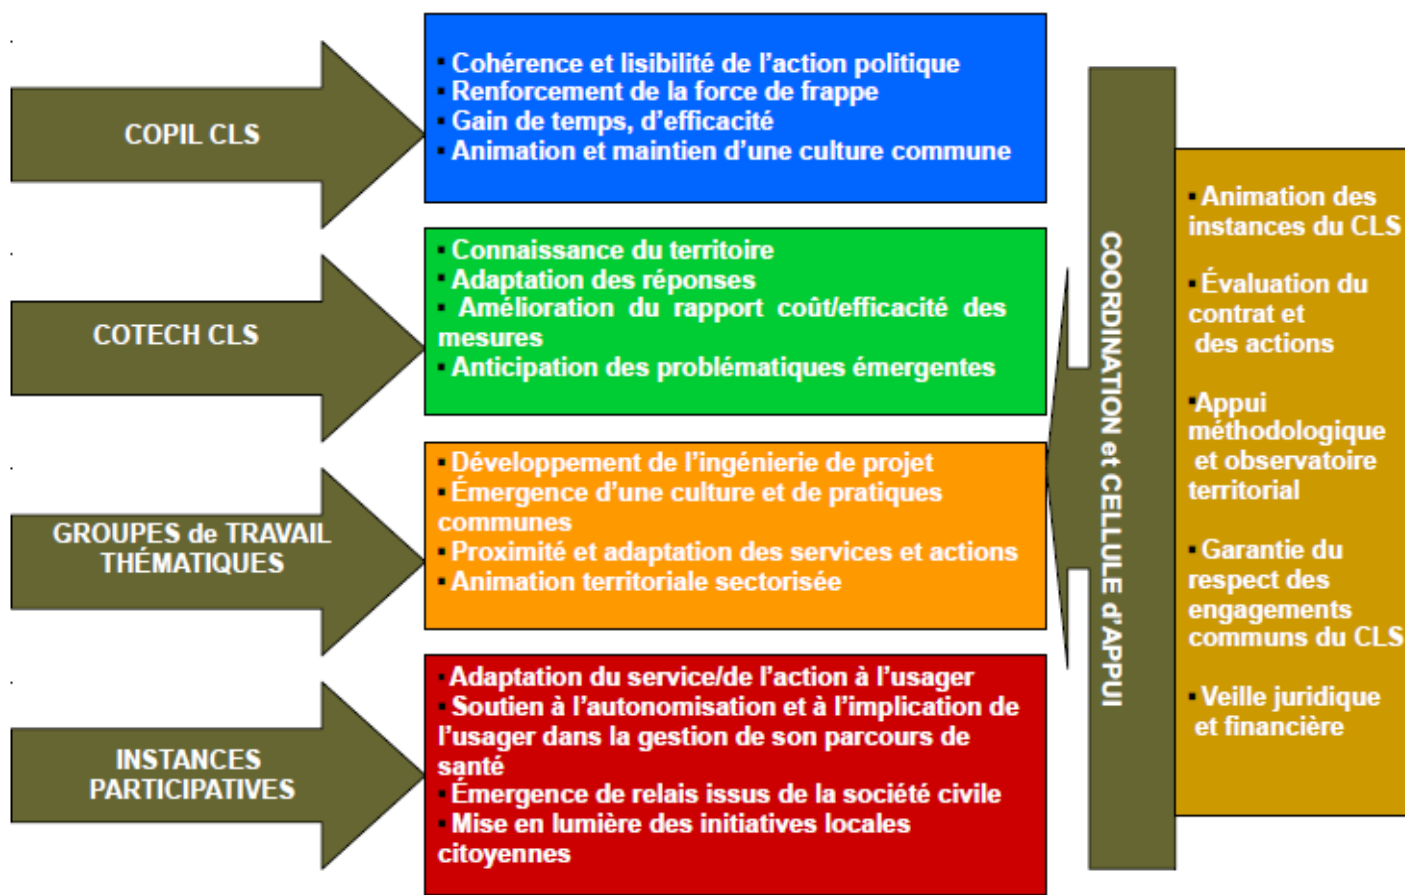 COPIL CLS
▪ Cohérence et lisibilité de l’action politique
▪ Renforcement de la force de frappe
▪ Gain de temps, d’efficacité
▪ Animation et maintien d’une culture commune
COTECH CLS
▪ Connaissance du territoire
▪ Adaptation des réponses
▪ Amélioration du rapport coût/efficacité des
mesures
▪ Anticipation des problématiques émergentes
GROUPES de TRAVAIL
THÉMATIQUES
▪ Développement de l’ingénierie de projet
▪ Émergence d’une culture et de pratiques
communes
▪ Proximité et adaptation des services et actions
▪ Animation territoriale sectorisée
INSTANCES
PARTICIPATIVES
▪ Adaptation du service/de l’action à l’usager
▪ Soutien à l’autonomisation et à l’implication de
l’usager dans la gestion de son parcours de
santé
▪ Émergence de relais issus de la société civile
▪ Mise en lumière des initiatives locales
citoyennes
COORDINATION et CELLULE d’APPUI
▪ Animation des
instances du CLS
▪ Évaluation du
contrat et
des actions
▪Appui
méthodologique
et observatoire
territorial
▪ Garantie du
respect des
engagements
communs du CLS
▪ Veille juridique
et financière